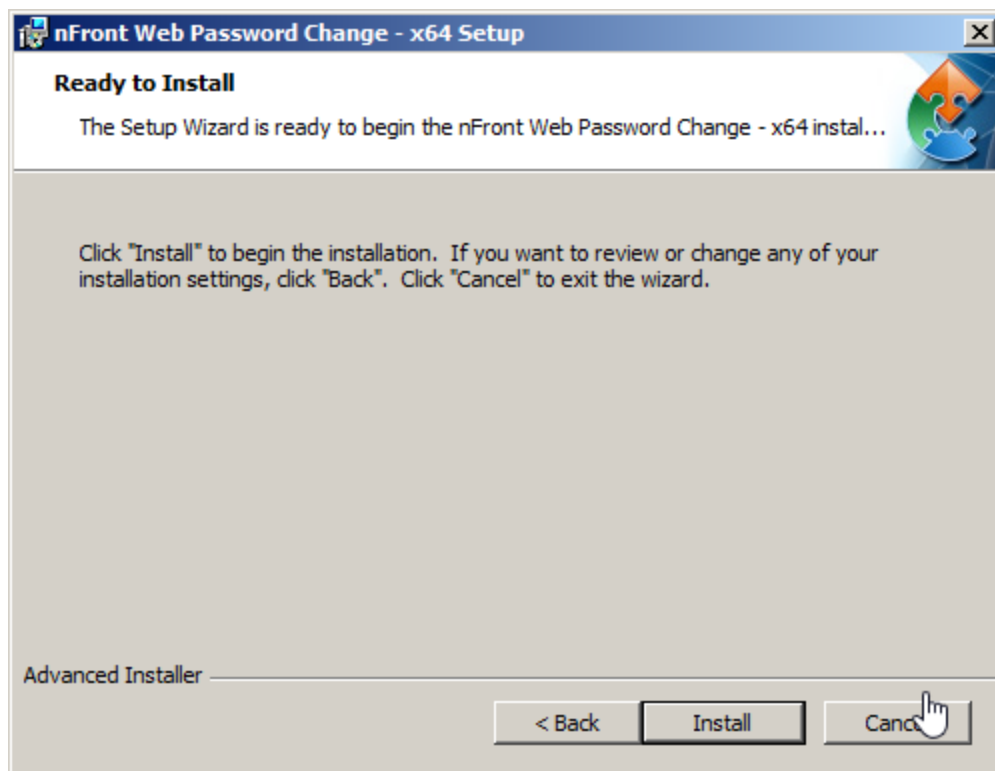 nFront Web Password Change - x64 Setup
Ready to Install
The Setup Wizard is ready to begin the nFront Web Password Change - x64 instal...
Click "Install" to begin the installation.  If you want to review or change any of your
installation settings, click "Back".  Click "Cancel" to exit the wizard.
Advanced Installer
< Back Install Cancel